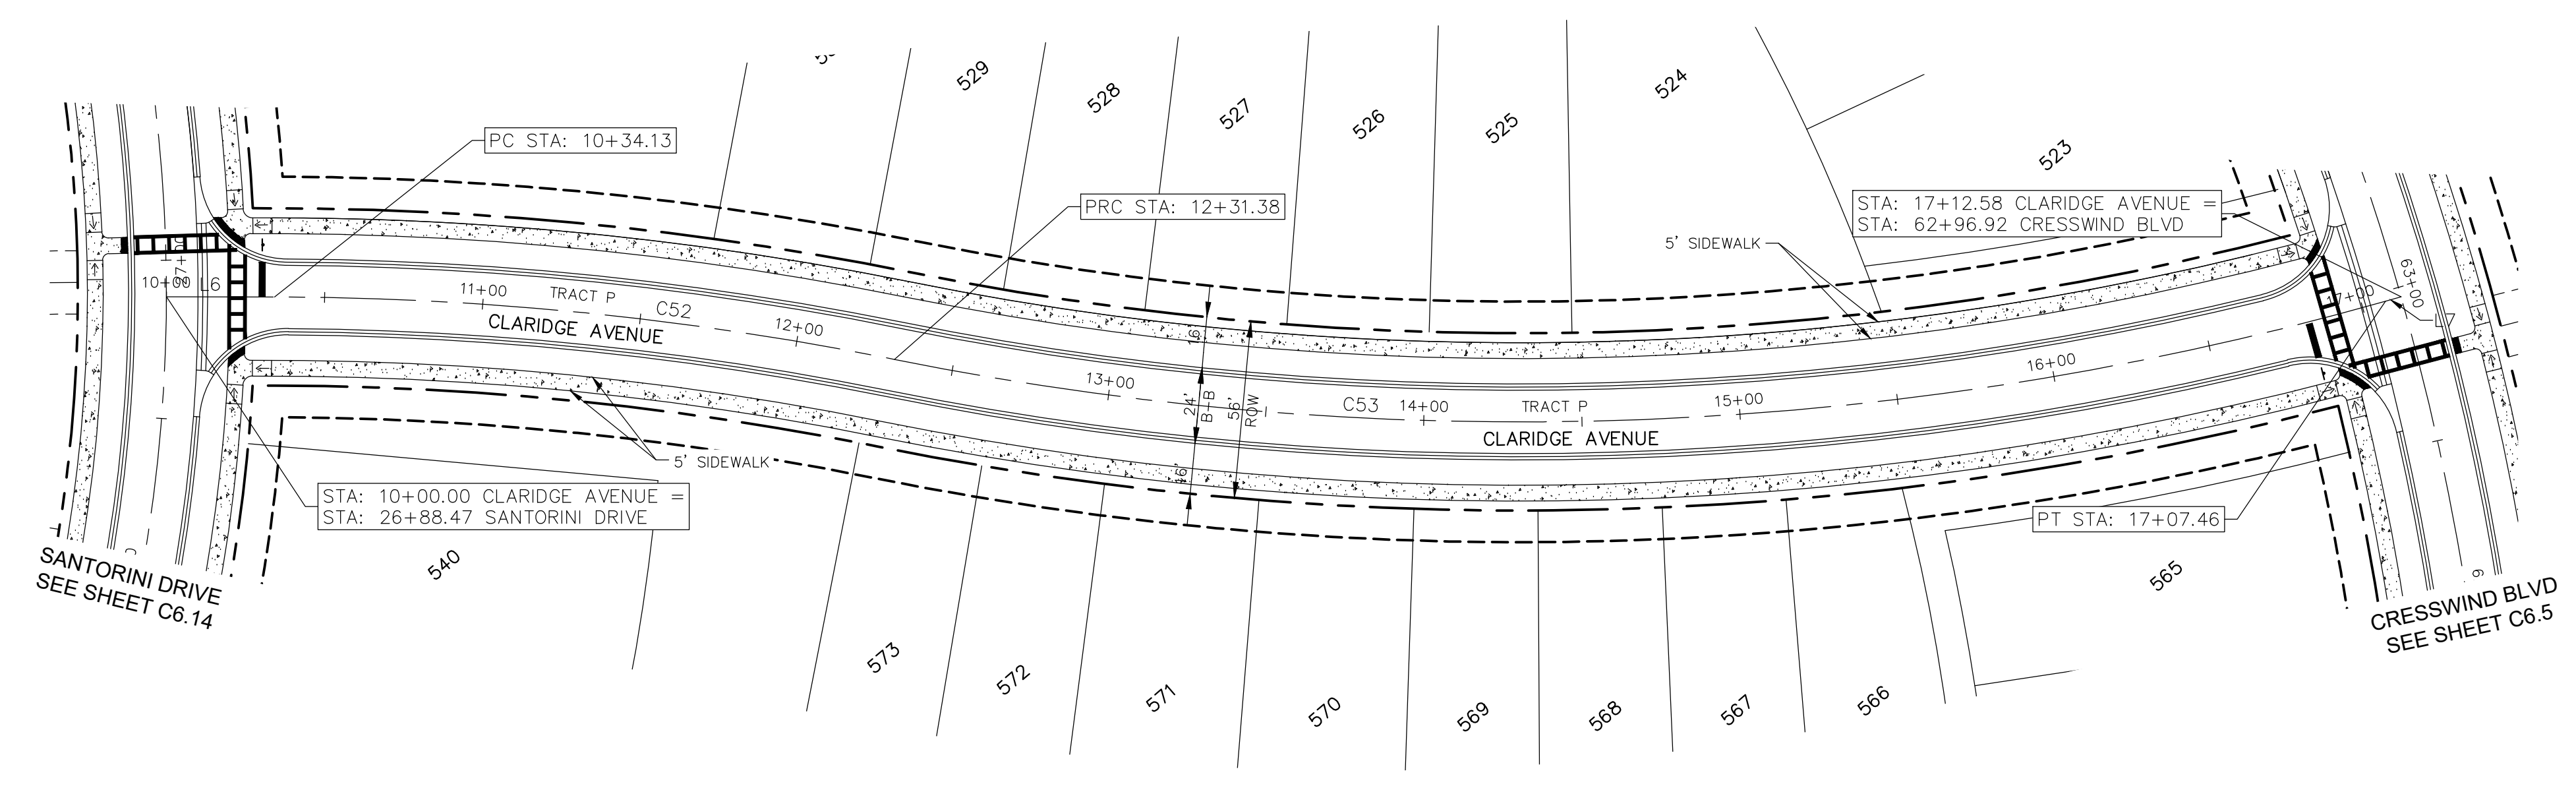 529
528
527
526
525
524
523
PC STA: 10+34.13
PRC STA: 12+31.38
STA: 17+12.58 CLARIDGE AVENUE =
STA: 62+96.92 CRESSWIND BLVD
5' SIDEWALK
10+00
L6
11+00
TRACT P
C52
CLARIDGE AVENUE
12+00
13+00
16'
24'
B-B
56'
ROW
16'
C53
14+00
TRACT P
15+00
CLARIDGE AVENUE
16+00
17+00
63+00
L7
5' SIDEWALK
STA: 10+00.00 CLARIDGE AVENUE =
STA: 26+88.47 SANTORINI DRIVE
PT STA: 17+07.46
SANTORINI DRIVE
SEE SHEET C6.14
540
573
572
571
570
569
568
567
566
565
CRESSWIND BLVD
SEE SHEET C6.5